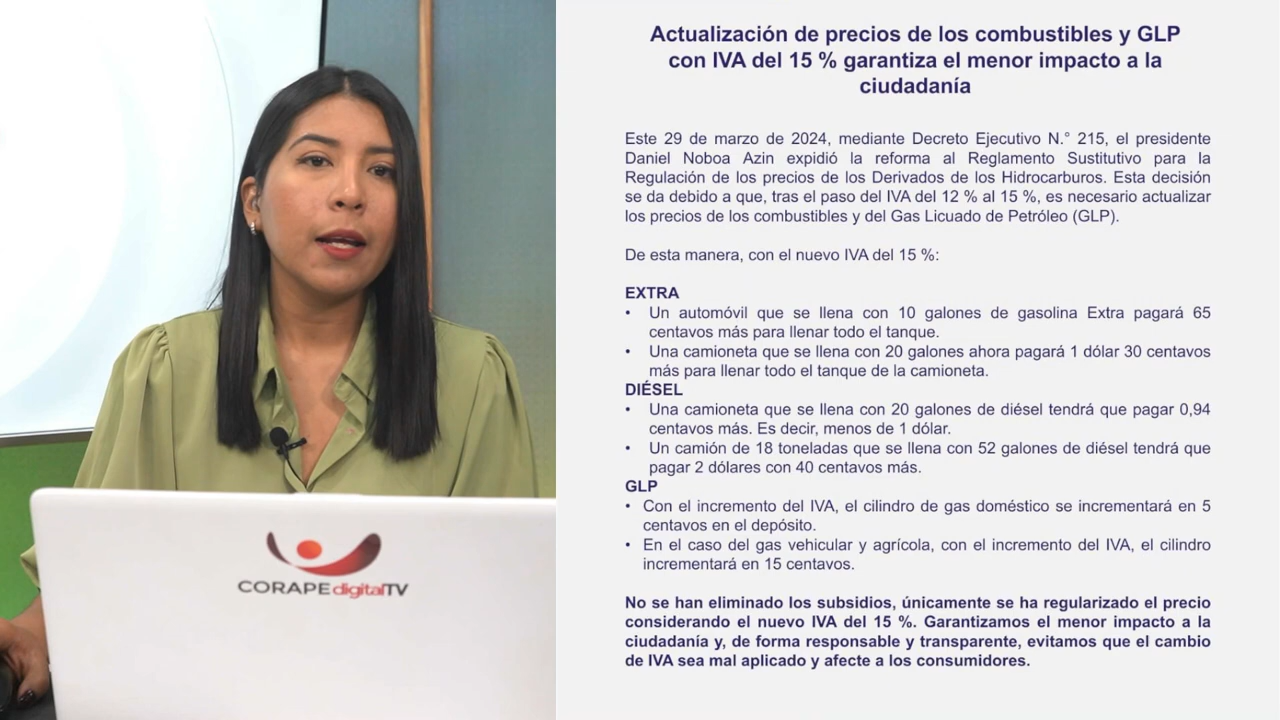 CORAPEdigitalTV
Actualización de precios de los combustibles y GLP
con IVA del 15 % garantiza el menor impacto a la
ciudadanía
Este 29 de marzo de 2024, mediante Decreto Ejecutivo N.° 215, el presidente
Daniel Noboa Azin expidió la reforma al Reglamento Sustitutivo para la
Regulación de los precios de los Derivados de los Hidrocarburos. Esta decisión
se da debido a que, tras el paso del IVA del 12 % al 15 %, es necesario actualizar
los precios de los combustibles y del Gas Licuado de Petróleo (GLP).
De esta manera, con el nuevo IVA del 15 %:
EXTRA
• Un automóvil que se llena con 10 galones de gasolina Extra pagará 65
centavos más para llenar todo el tanque.
• Una camioneta que se llena con 20 galones ahora pagará 1 dólar 30 centavos
más para llenar todo el tanque de la camioneta.
DIÉSEL
• Una camioneta que se llena con 20 galones de diésel tendrá que pagar 0,94
centavos más. Es decir, menos de 1 dólar.
• Un camión de 18 toneladas que se llena con 52 galones de diésel tendrá que
pagar 2 dólares con 40 centavos más.
GLP
• Con el incremento del IVA, el cilindro de gas doméstico se incrementará en 5
centavos en el depósito.
• En el caso del gas vehicular y agrícola, con el incremento del IVA, el cilindro
incrementará en 15 centavos.
No se han eliminado los subsidios, únicamente se ha regularizado el precio
considerando el nuevo IVA del 15 %. Garantizamos el menor impacto a la
ciudadanía y, de forma responsable y transparente, evitamos que el cambio
de IVA sea mal aplicado y afecte a los consumidores.